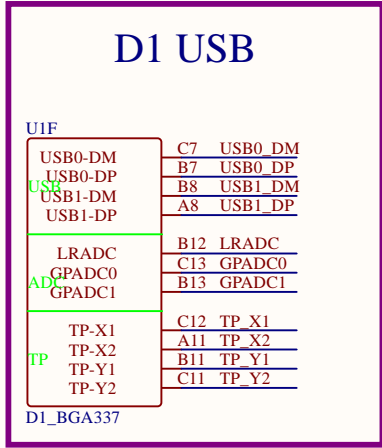 D1 USB
U1F
USB0-DM C7 USB0_DM
USB0-DP B7 USB0_DP
USB
USB1-DM B8 USB1_DM
USB1-DP A8 USB1_DP
LRADC B12 LRADC
GPADC0 C13 GPADC0
ADC
GPADC1 B13 GPADC1
TP-X1 C12 TP_X1
TP-X2 A11 TP_X2
TP
TP-Y1 B11 TP_Y1
TP-Y2 C11 TP_Y2
D1_BGA337